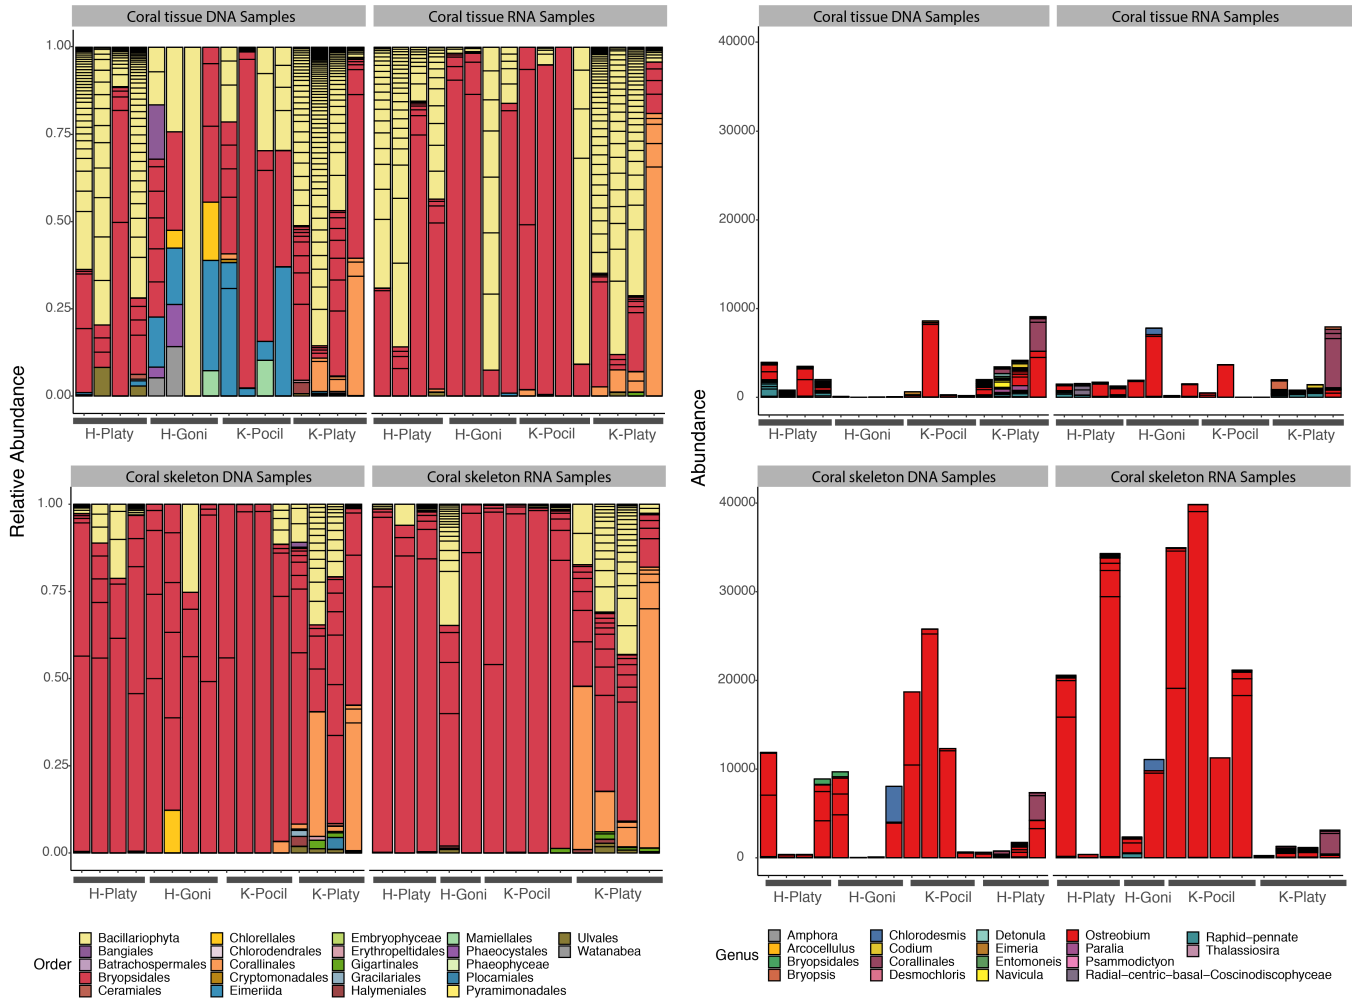 Coral tissue DNA Samples
Coral tissue RNA Samples
1.00
0.75
0.50
0.25
0.00
H-Platy
H-Goni
K-Pocil
K-Platy
H-Platy
H-Goni
K-Pocil
K-Platy
Relative Abundance
Coral skeleton DNA Samples
Coral skeleton RNA Samples
1.00
0.75
0.50
0.25
0.00
H-Platy
H-Goni
K-Pocil
K-Platy
H-Platy
H-Goni
K-Pocil
K-Platy
Order
Bacillariophyta
Bangiales
Batrachospermales
Bryopsidales
Ceramiales
Chlorellales
Chlorodendrales
Corallinales
Cryptomonadales
Eimeriida
Embryophyceae
Erythropeltidales
Gigartinales
Gracilariales
Halymeniales
Mamiellales
Phaeocystales
Phaeophyceae
Plocamiales
Pyramimonadales
Ulvales
Watanabea
Coral tissue DNA Samples
Coral tissue RNA Samples
40000
30000
20000
10000
0
H-Platy
H-Goni
K-Pocil
K-Platy
H-Platy
H-Goni
K-Pocil
K-Platy
Abundance
Coral skeleton DNA Samples
Coral skeleton RNA Samples
40000
30000
20000
10000
0
H-Platy
H-Goni
K-Pocil
H-Platy
H-Platy
H-Goni
K-Pocil
K-Platy
Genus
Amphora
Arcocellulus
Bryopsidales
Bryopsis
Chlorodesmis
Codium
Corallinales
Desmochloris
Detonula
Eimeria
Entomoneis
Navicula
Ostreobium
Paralia
Psammodictyon
Radial-centric-basal-Coscinodiscophyceae
Raphid-pennate
Thalassiosira